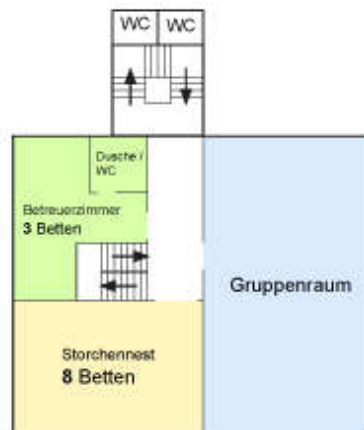 WC WC
Dusche /
WC
Betreuerzimmer
3 Betten
Gruppenraum
Storchennest
8 Betten